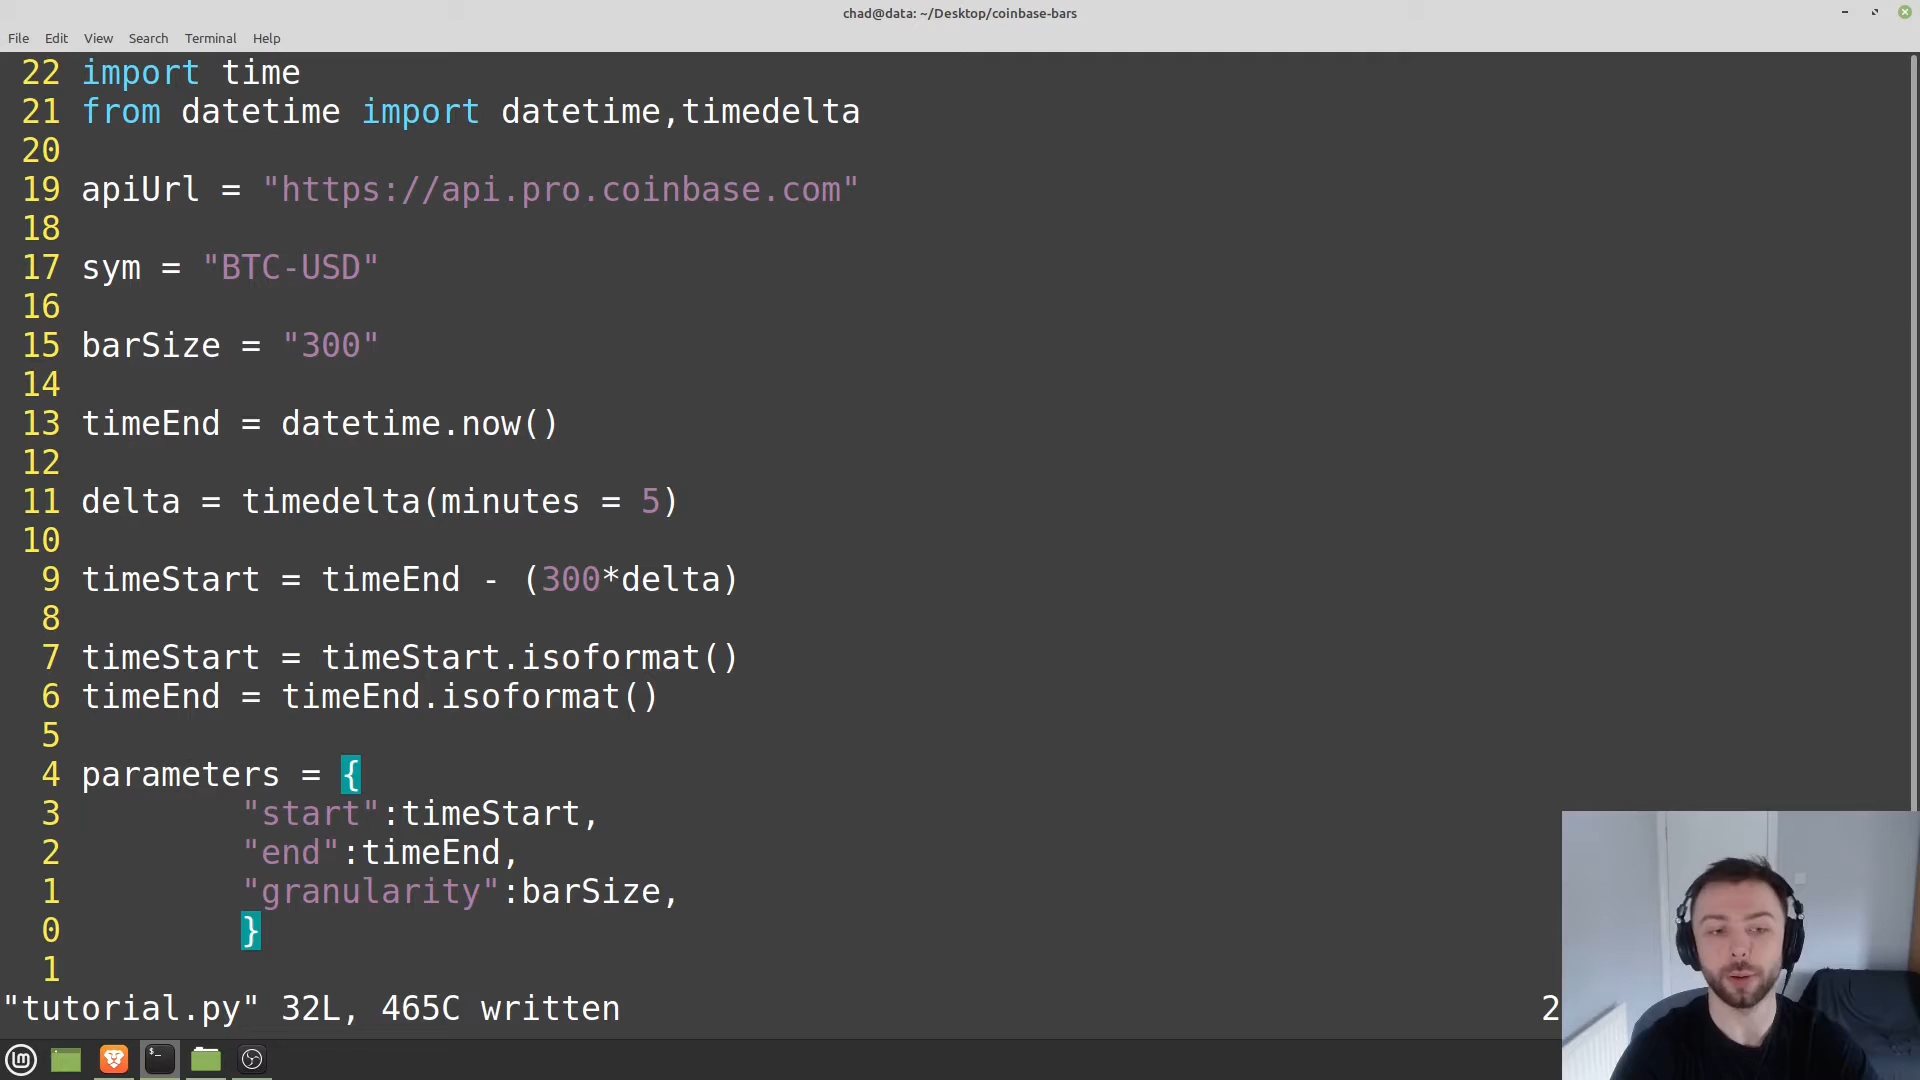 chad@data: ~/Desktop/coinbase-bars
File Edit View Search Terminal Help
22 import time
21 from datetime import datetime,timedelta
20
19 apiUrl = "https://api.pro.coinbase.com"
18
17 sym = "BTC-USD"
16
15 barSize = "300"
14
13 timeEnd = datetime.now()
12
11 delta = timedelta(minutes = 5)
10
9 timeStart = timeEnd - (300*delta)
8
7 timeStart = timeStart.isoformat()
6 timeEnd = timeEnd.isoformat()
5
4 parameters = {
3 "start":timeStart,
2 "end":timeEnd,
1 "granularity":barSize,
0 }
1
"tutorial.py" 32L, 465C written 2